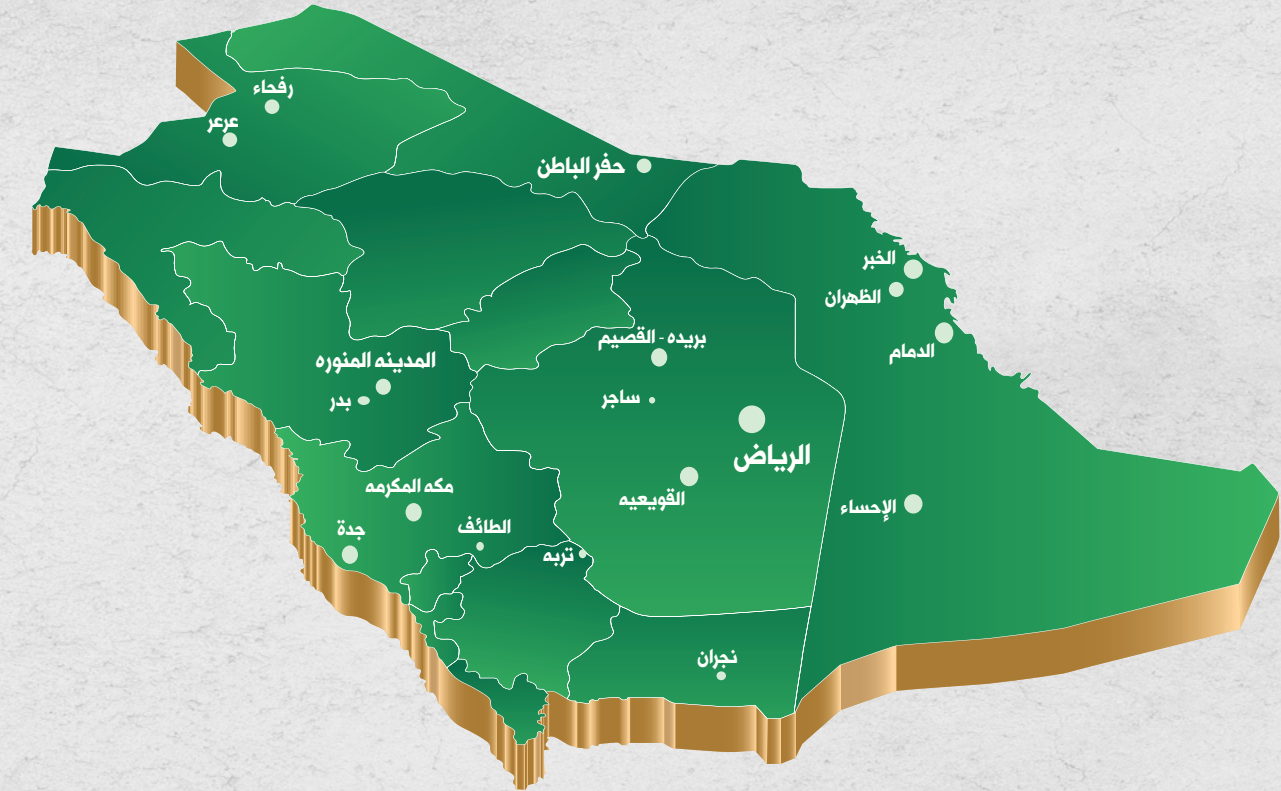 رفحاء
عرعر
حفر الباطن
الخبر
الظهران
بريده - القصيم
الدمام
المدينه المنوره
بدر
ساجر
الرياض
مكه المكرمه
القويعيه
الإحساء
جدة
الطائف
تربه
نجران